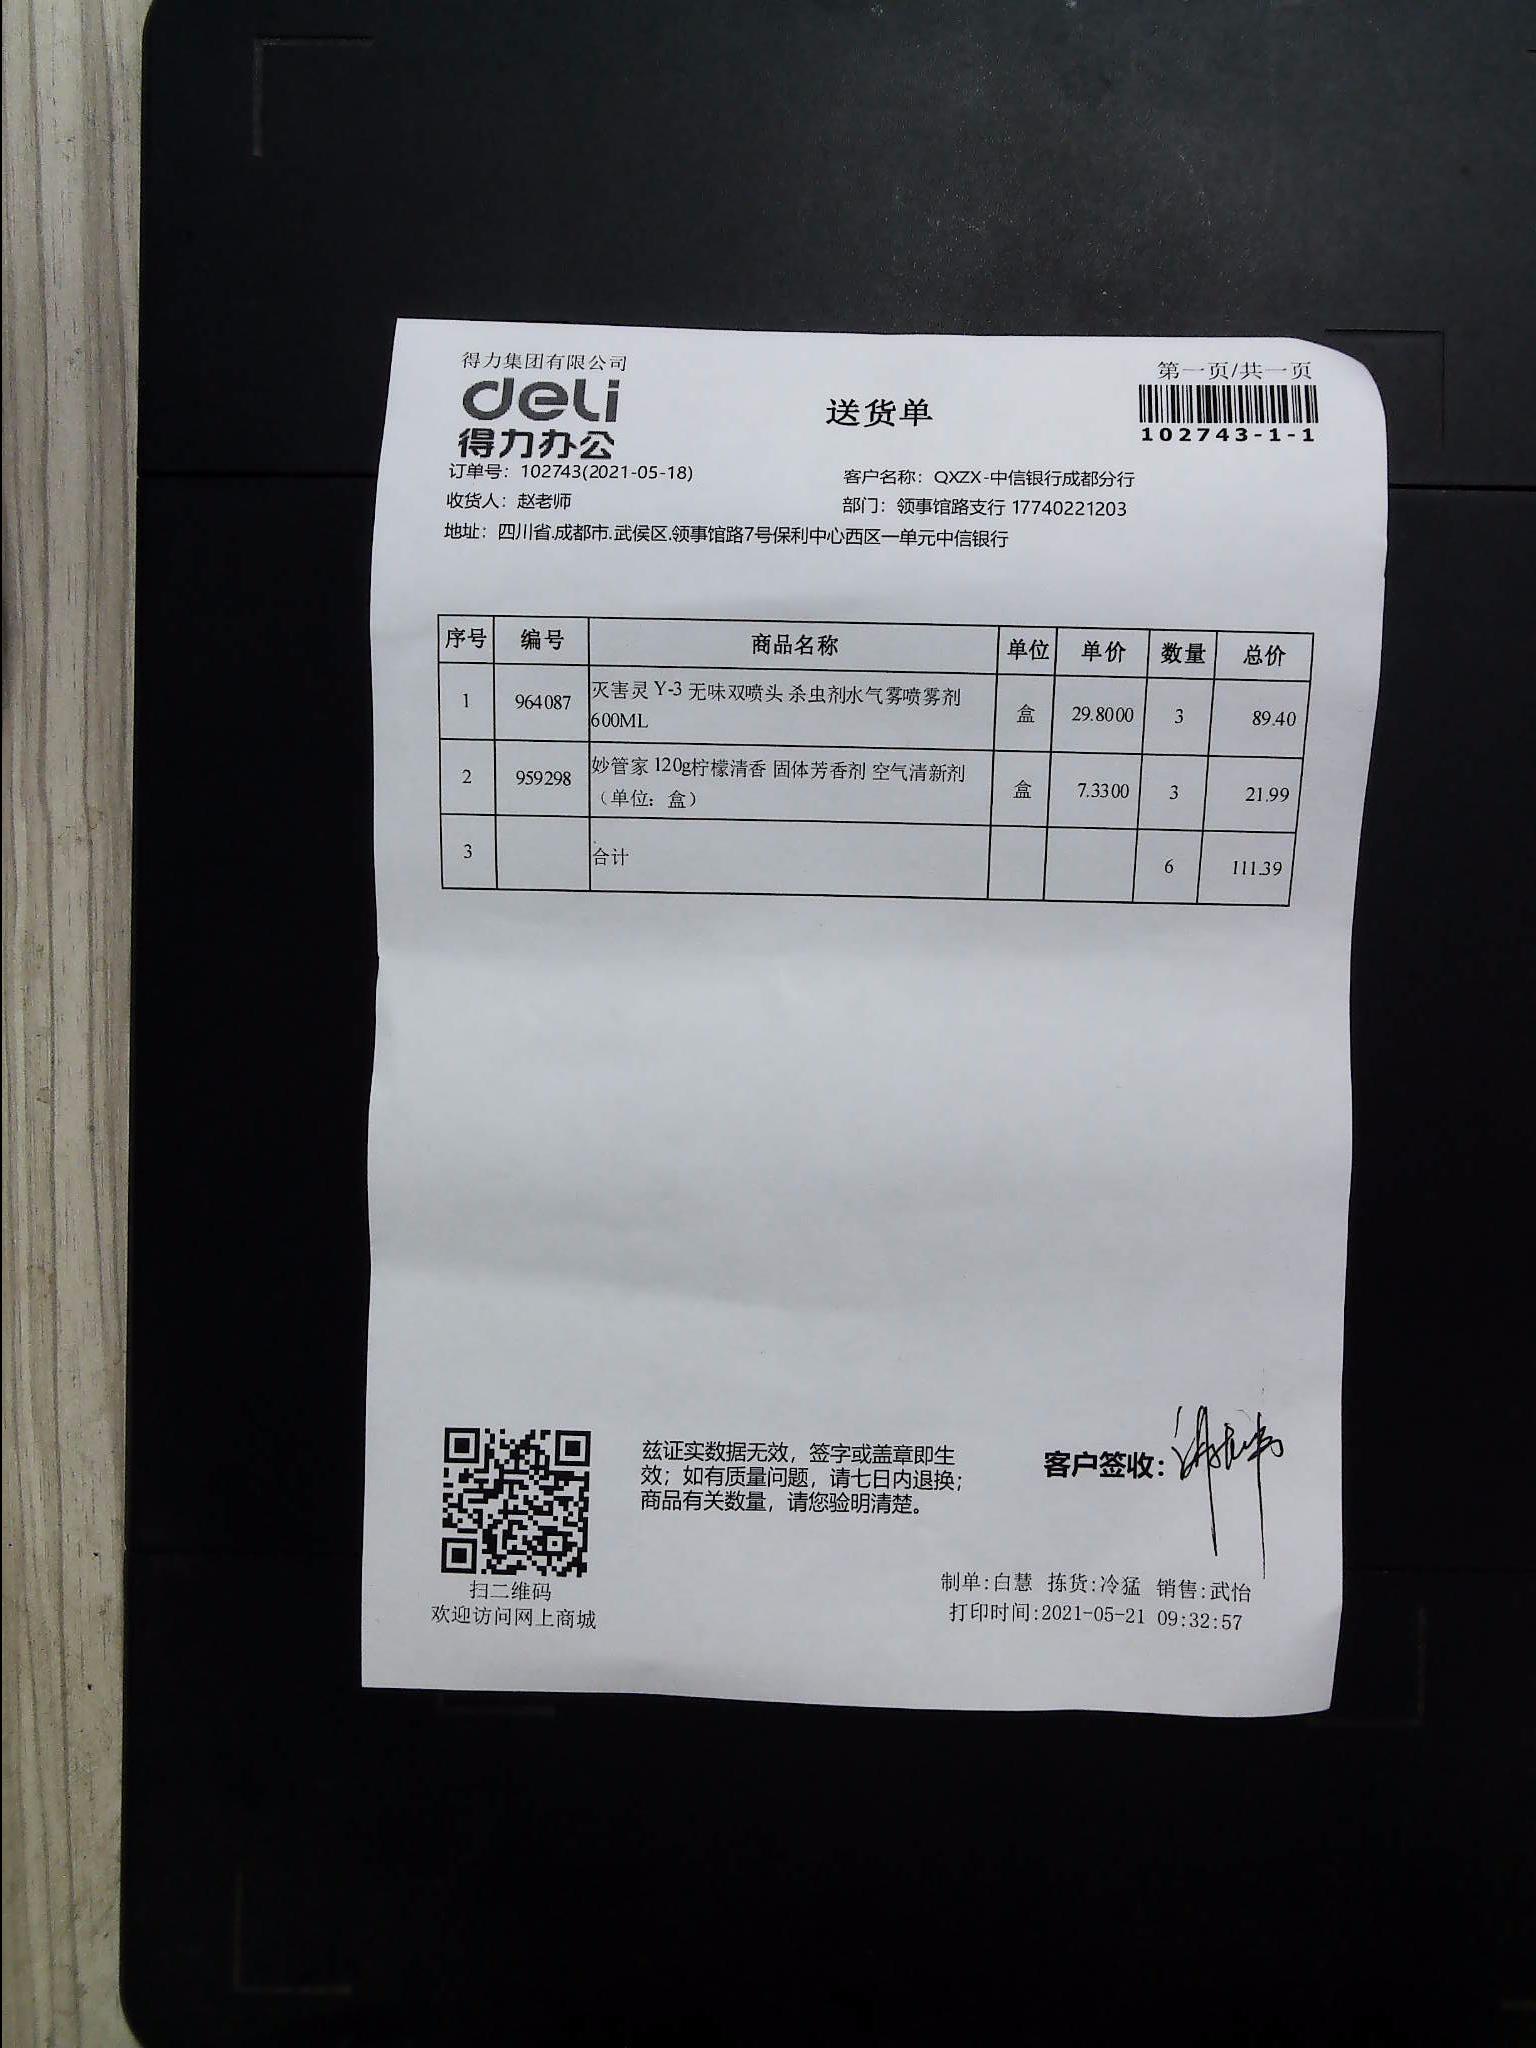 得力集团有限公司
第一页/共一页
deli
得力办公
送货单
102743-1-1
订单号：102743(2021-05-18)
客户名称：QXZX-中信银行成都分行
收货人：赵老师
部门：领事馆路支行 17740221203
地址：四川省.成都市.武侯区.领事馆路7号保利中心西区一单元中信银行
序号 编号 商品名称 单位 单价 数量 总价
1 964087 灭害灵 Y-3 无味双喷头 杀虫剂水气雾喷雾剂 盒 29.8000 3 89.40
600ML
2 959298 妙管家 120g柠檬清香 固体芳香剂 空气清新剂 盒 7.3300 3 21.99
（单位：盒）
3 合计 6 111.39
兹证实数据无效，签字或盖章即生
效；如有质量问题，请七日内退换；
商品有关数量，请您验明清楚。
客户签收：
扫二维码
欢迎访问网上商城
制单:白慧 拣货:冷猛 销售:武怡
打印时间:2021-05-21 09:32:57